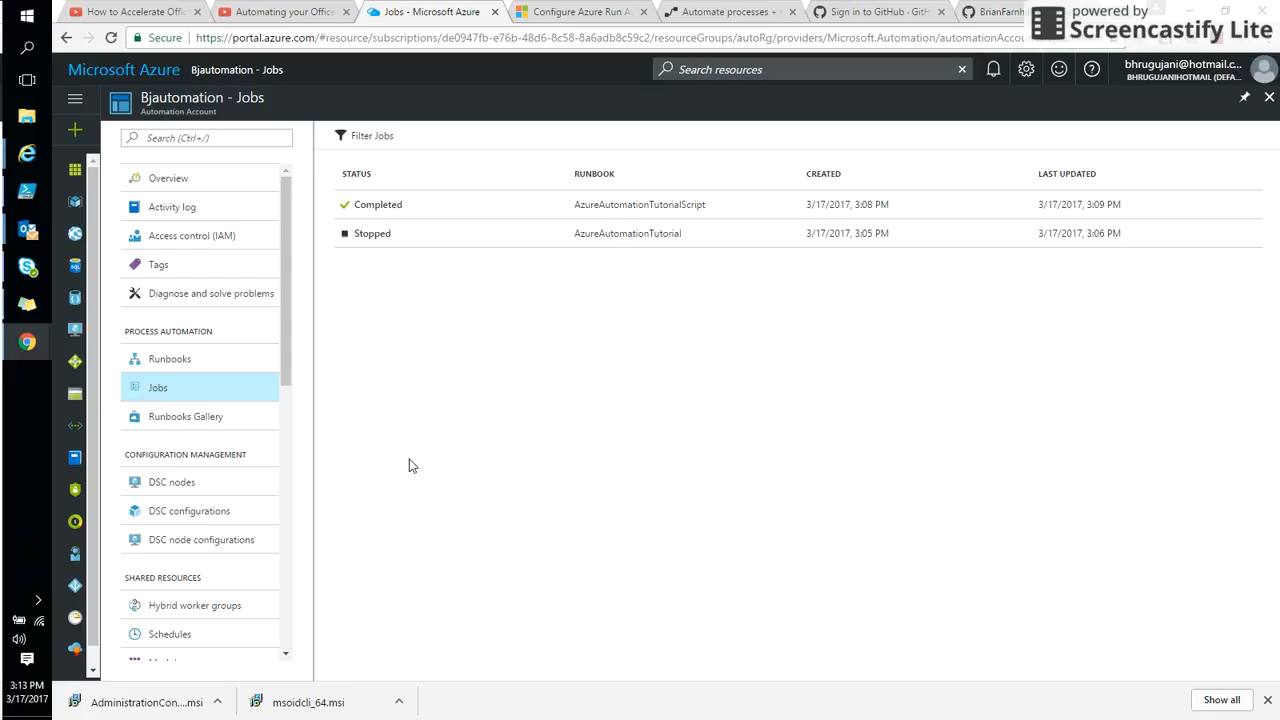 How to Accelerate Offi
Automating your Office
Jobs - Microsoft Azure
Configure Azure Run A
Automate processes +
Sign in to GitHub · GitH
BrianFarnh
powered by
Screencastify Lite
Secure
https://portal.azure.com/#resource/subscriptions/de0947fb-e76b-48d6-8c58-a6adb8c59c2/resourceGroups/autoRg/providers/Microsoft.Automation/automationAccou
Microsoft Azure
Bjautomation - Jobs
Search resources
bhrugujani@hotmail.c...
BHRUGUJANIHOTMAIL (DEFA...
Bjautomation - Jobs
Automation Account
Search (Ctrl+/)
Overview
Activity log
Access control (IAM)
Tags
Diagnose and solve problems
PROCESS AUTOMATION
Runbooks
Jobs
Runbooks Gallery
CONFIGURATION MANAGEMENT
DSC nodes
DSC configurations
DSC node configurations
SHARED RESOURCES
Hybrid worker groups
Schedules
Filter Jobs
STATUS RUNBOOK CREATED LAST UPDATED
Completed AzureAutomationTutorialScript 3/17/2017, 3:08 PM 3/17/2017, 3:09 PM
Stopped AzureAutomationTutorial 3/17/2017, 3:05 PM 3/17/2017, 3:06 PM
3:13 PM
3/17/2017
AdministrationCon....msi
msoidcli_64.msi
Show all